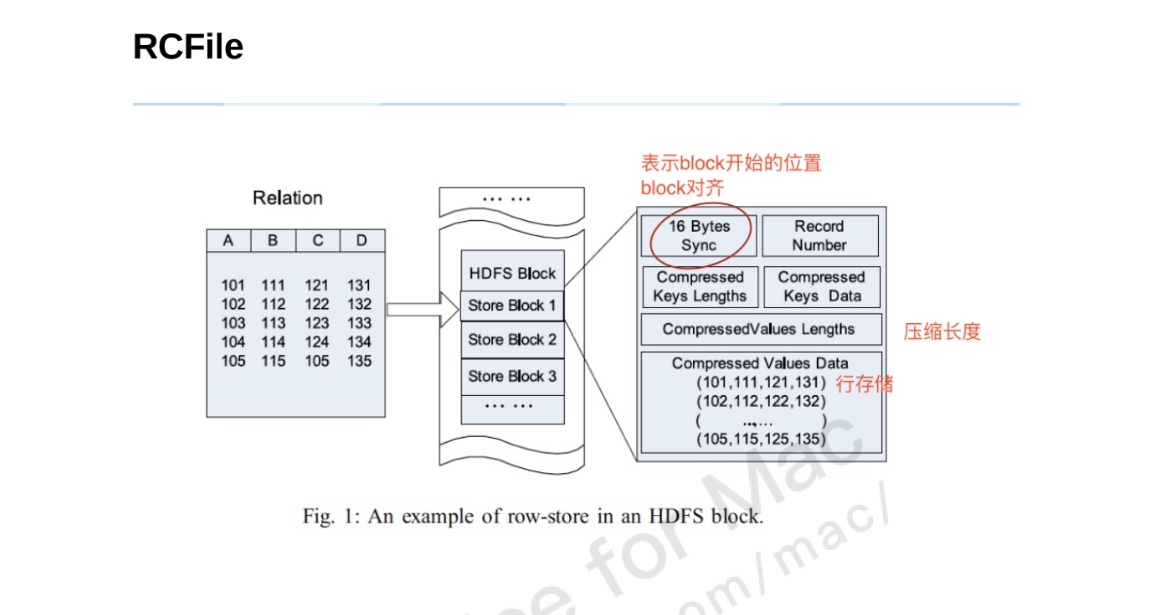 RCFile
表示block开始的位置
block对齐
Relation
A B C D
101 111 121 131
102 112 122 132
103 113 123 133
104 114 124 134
105 115 105 135
... ...
HDFS Block
Store Block 1
Store Block 2
Store Block 3
... ...
16 Bytes
Sync
Record
Number
Compressed
Keys Lengths
Compressed
Keys Data
CompressedValues Lengths
压缩长度
Compressed Values Data
(101,111,121,131) 行存储
(102,112,122,132)
( ...,... )
(105,115,125,135)
Fig. 1: An example of row-store in an HDFS block.
for Mac
om/mac/